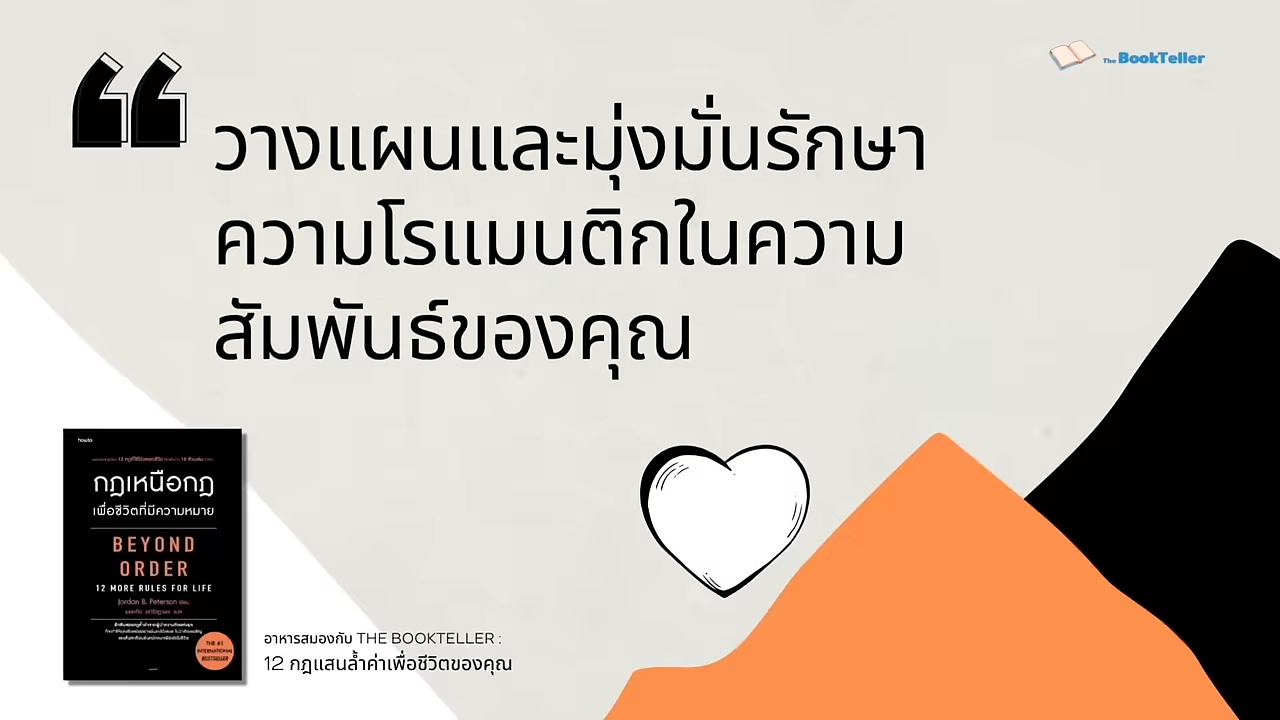 The BookTeller
วางแผนและมุ่งมั่นรักษา
ความโรแมนติกในความ
สัมพันธ์ของคุณ
howto
กฎเหนือกฎ
เพื่อชีวิตที่มีความหมาย
BEYOND
ORDER
12 MORE RULES FOR LIFE
Jordan B. Peterson เขียน
THE #1
INTERNATIONAL
BESTSELLER
อาหารสมองกับ THE BOOKTELLER :
12 กฎแสนล้ำค่าเพื่อชีวิตของคุณ